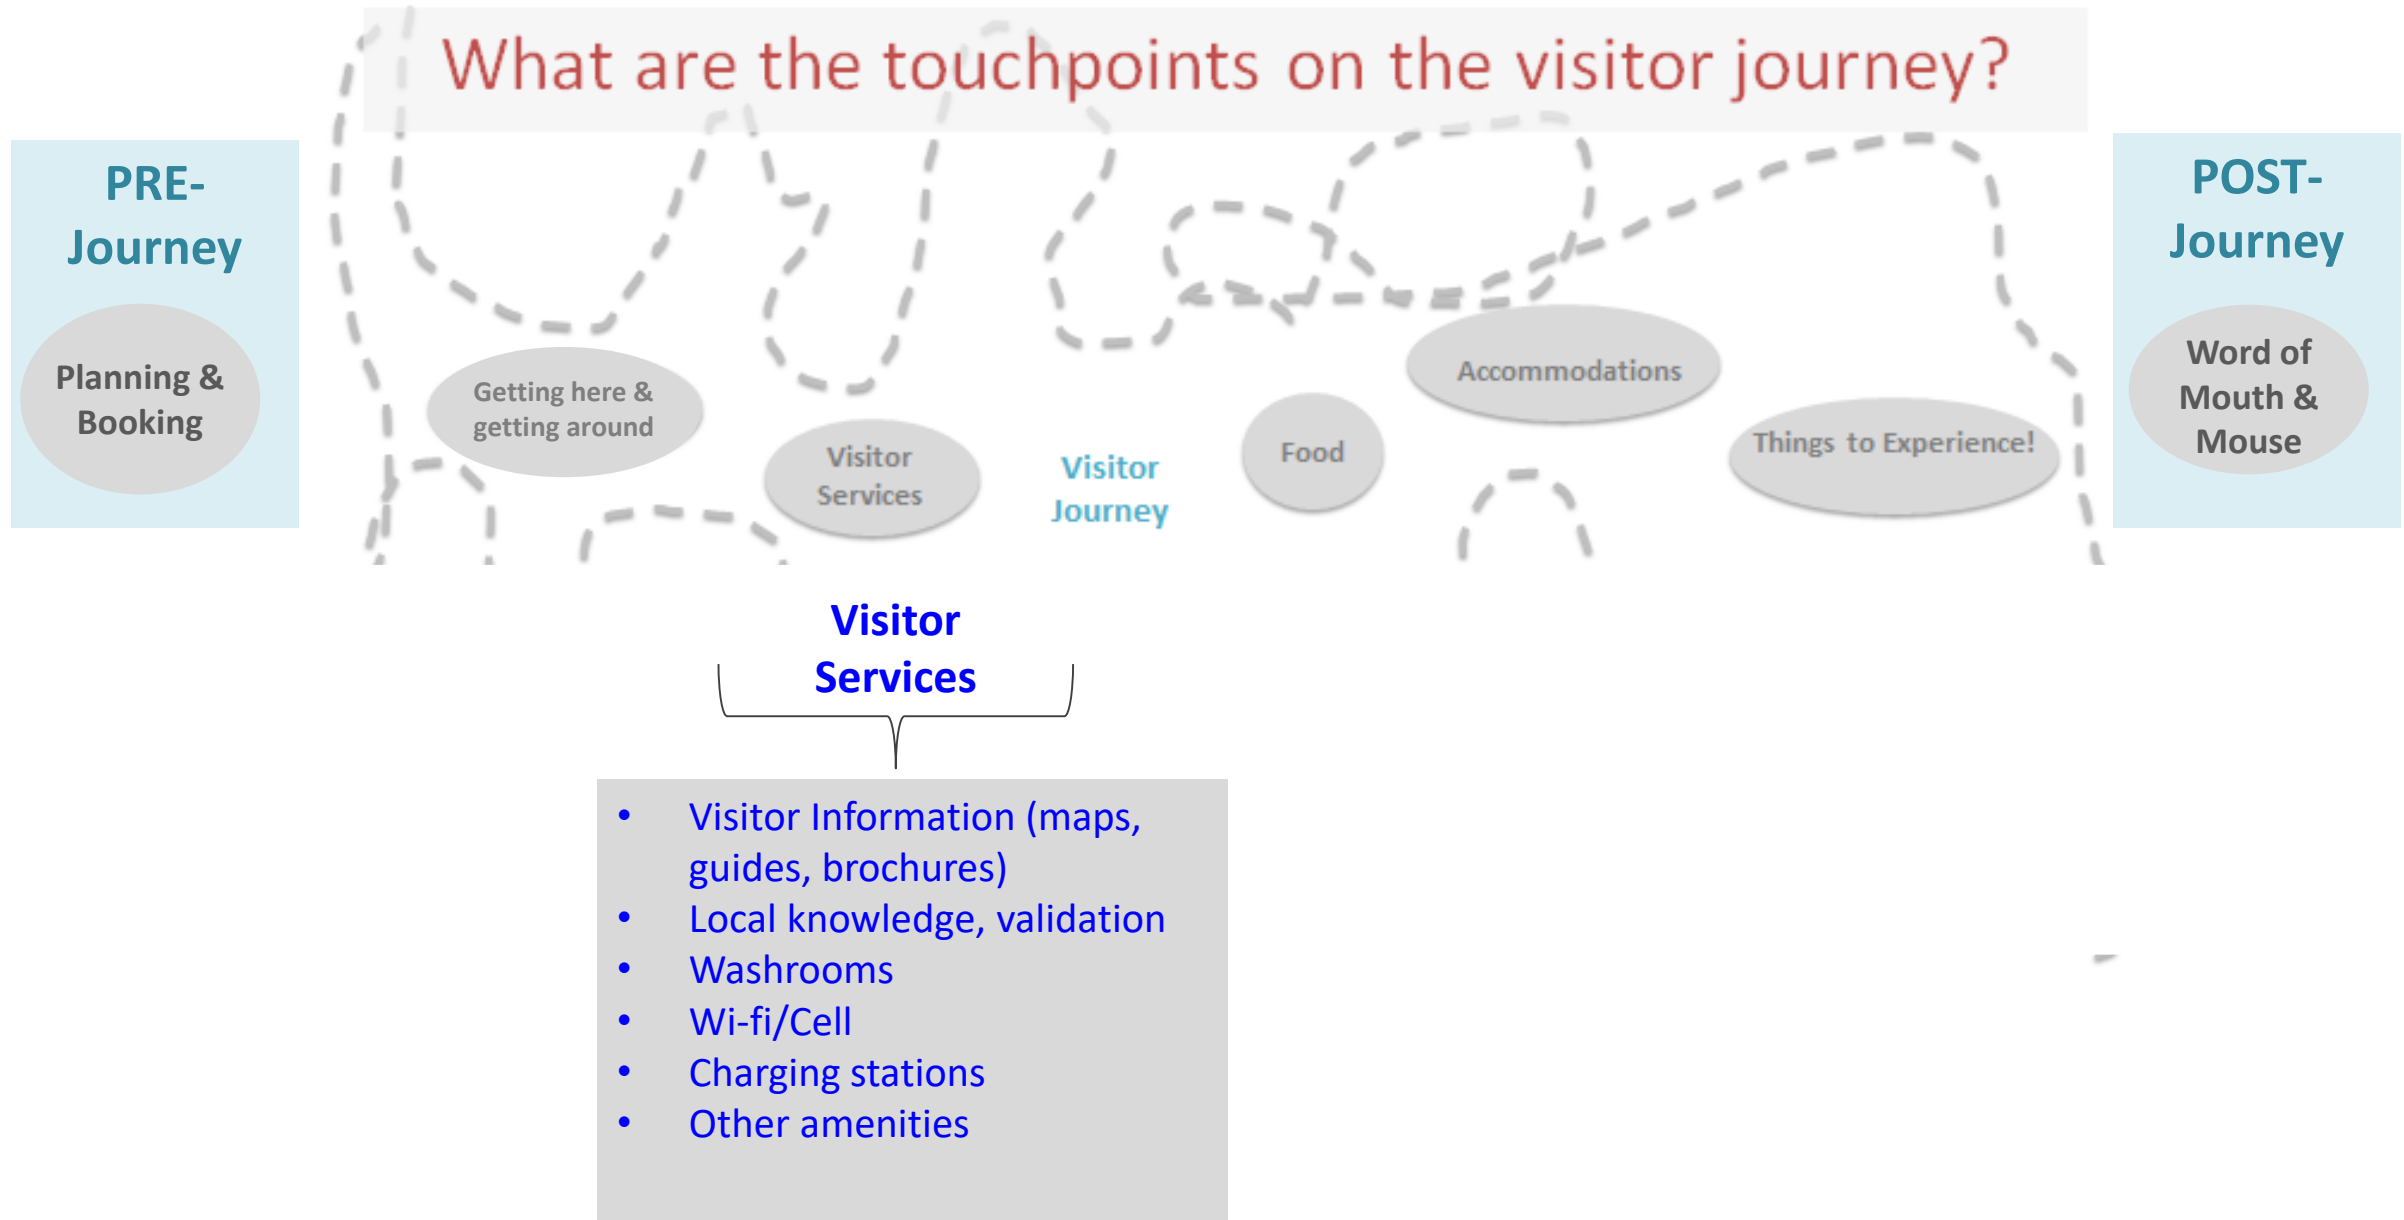 What are the touchpoints on the visitor journey?
PRE-
Journey
Planning &
Booking
Getting here &
getting around
Visitor
Services
Visitor
Journey
Food
Accommodations
Things to Experience!
POST-
Journey
Word of
Mouth &
Mouse
Visitor
Services
• Visitor Information (maps,
guides, brochures)
• Local knowledge, validation
• Washrooms
• Wi-fi/Cell
• Charging stations
• Other amenities